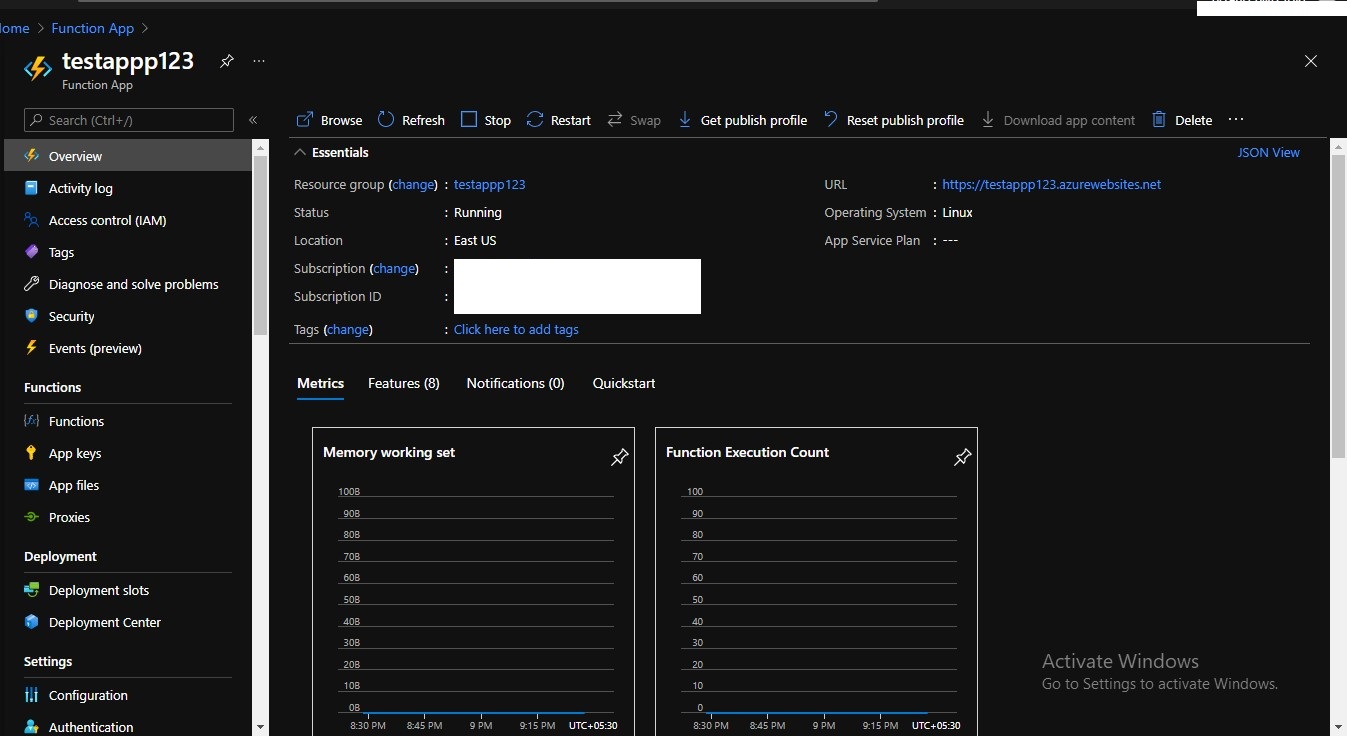 ome > Function App >
testappp123
Function App
Search (Ctrl+/)
Browse Refresh Stop Restart Swap Get publish profile Reset publish profile Download app content Delete
Overview
Activity log
Access control (IAM)
Tags
Diagnose and solve problems
Security
Events (preview)
Functions
Functions
App keys
App files
Proxies
Deployment
Deployment slots
Deployment Center
Settings
Configuration
Authentication
Essentials
JSON View
Resource group (change) : testappp123
Status : Running
Location : East US
Subscription (change) :
Subscription ID :
Tags (change) : Click here to add tags
URL : https://testappp123.azurewebsites.net
Operating System : Linux
App Service Plan : ---
Metrics Features (8) Notifications (0) Quickstart
Memory working set
100B
90B
80B
70B
60B
50B
40B
30B
20B
10B
0B
8:30 PM 8:45 PM 9 PM 9:15 PM UTC+05:30
Function Execution Count
100
90
80
70
60
50
40
30
20
10
0
8:30 PM 8:45 PM 9 PM 9:15 PM UTC+05:30
Activate Windows
Go to Settings to activate Windows.